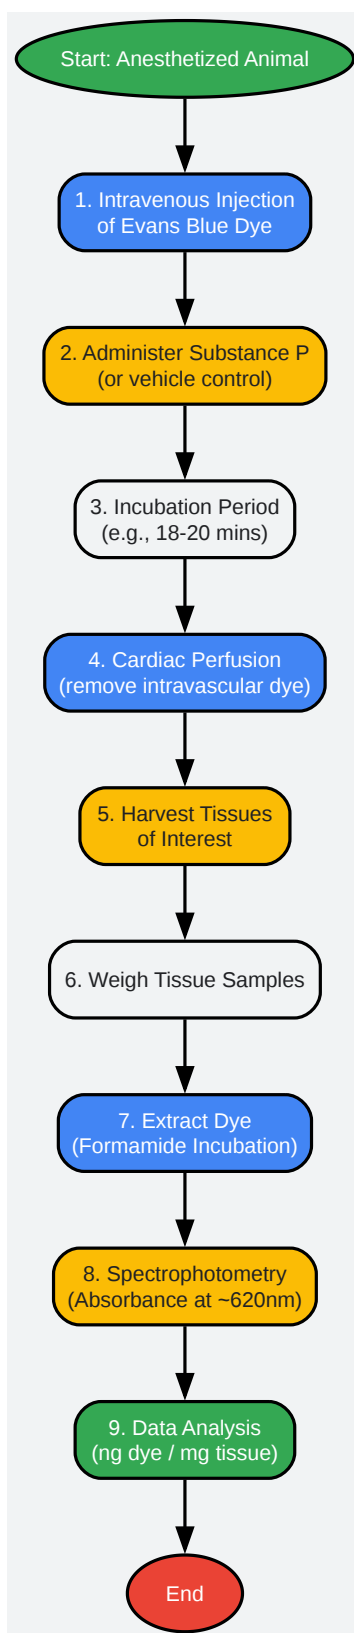 Start: Anesthetized Animal
1. Intravenous Injection
of Evans Blue Dye
2. Administer Substance P
(or vehicle control)
3. Incubation Period
(e.g., 18-20 mins)
4. Cardiac Perfusion
(remove intravascular dye)
5. Harvest Tissues
of Interest
6. Weigh Tissue Samples
7. Extract Dye
(Formamide Incubation)
8. Spectrophotometry
(Absorbance at ~620nm)
9. Data Analysis
(ng dye / mg tissue)
End